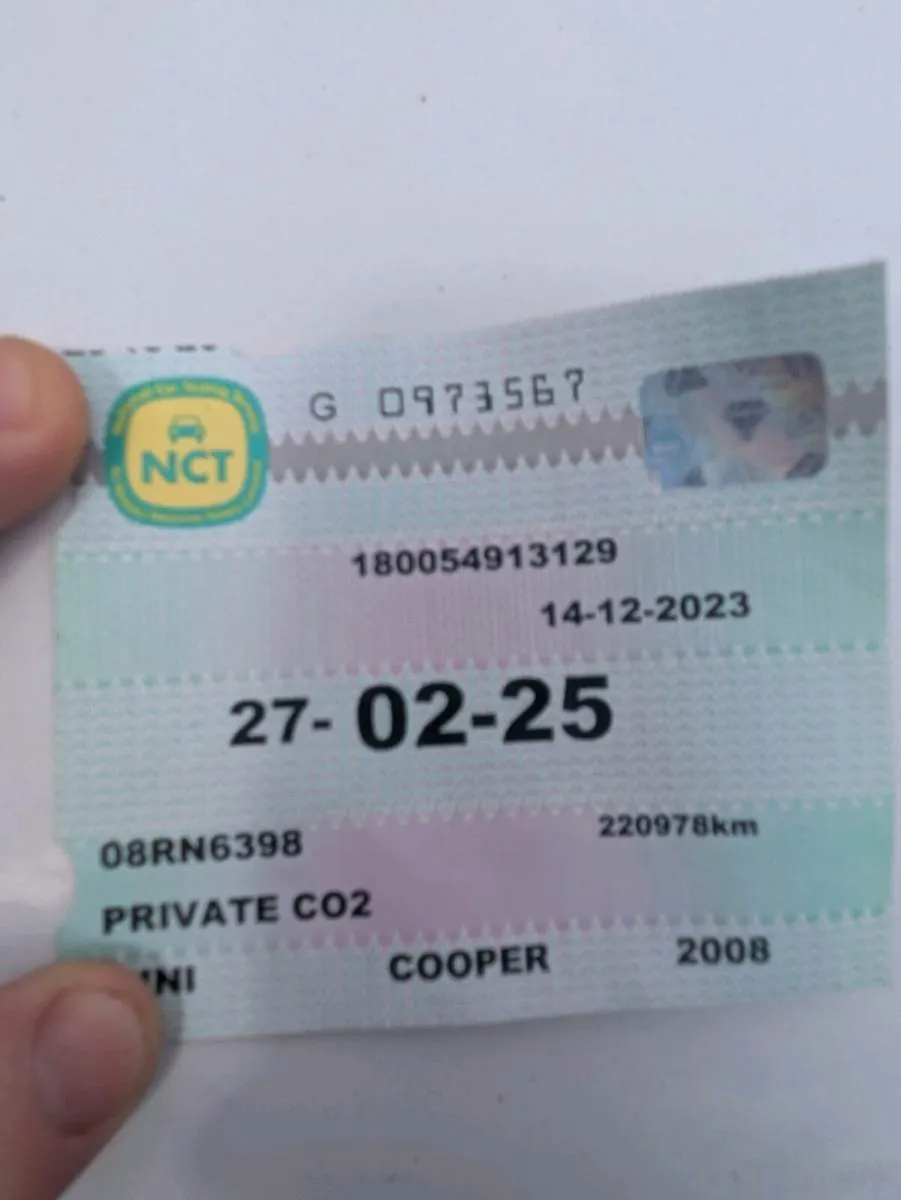 G 0973567
NCT
180054913129
14-12-2023
27-02-25
08RN6398
220978km
PRIVATE CO2
COOPER 2008